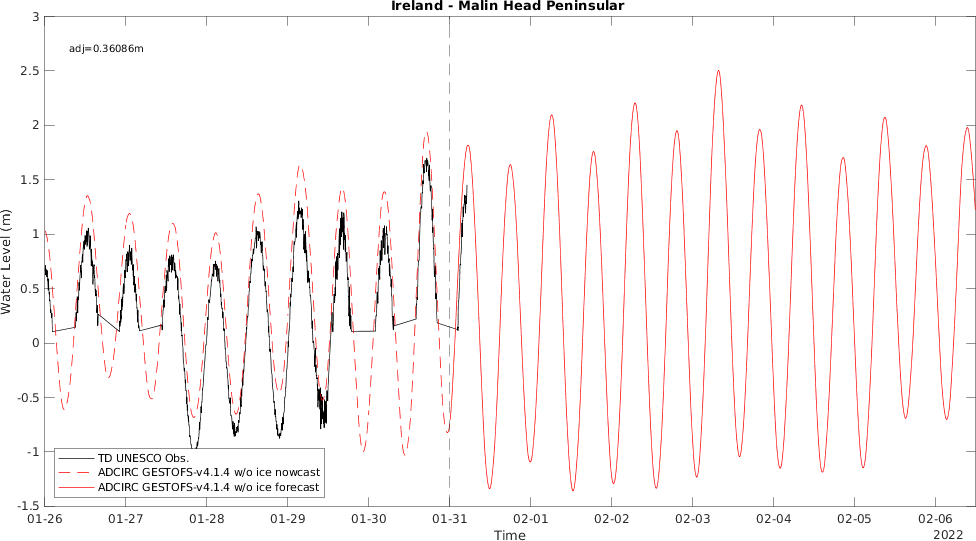 Ireland - Malin Head Peninsular
adj=0.36086m
Water Level (m)
3
2.5
2
1.5
1
0.5
0
-0.5
-1
-1.5
TD UNESCO Obs.
ADCIRC GESTOFS-v4.1.4 w/o ice nowcast
ADCIRC GESTOFS-v4.1.4 w/o ice forecast
01-26 01-27 01-28 01-29 01-30 01-31 02-01 02-02 02-03 02-04 02-05 02-06
Time
2022